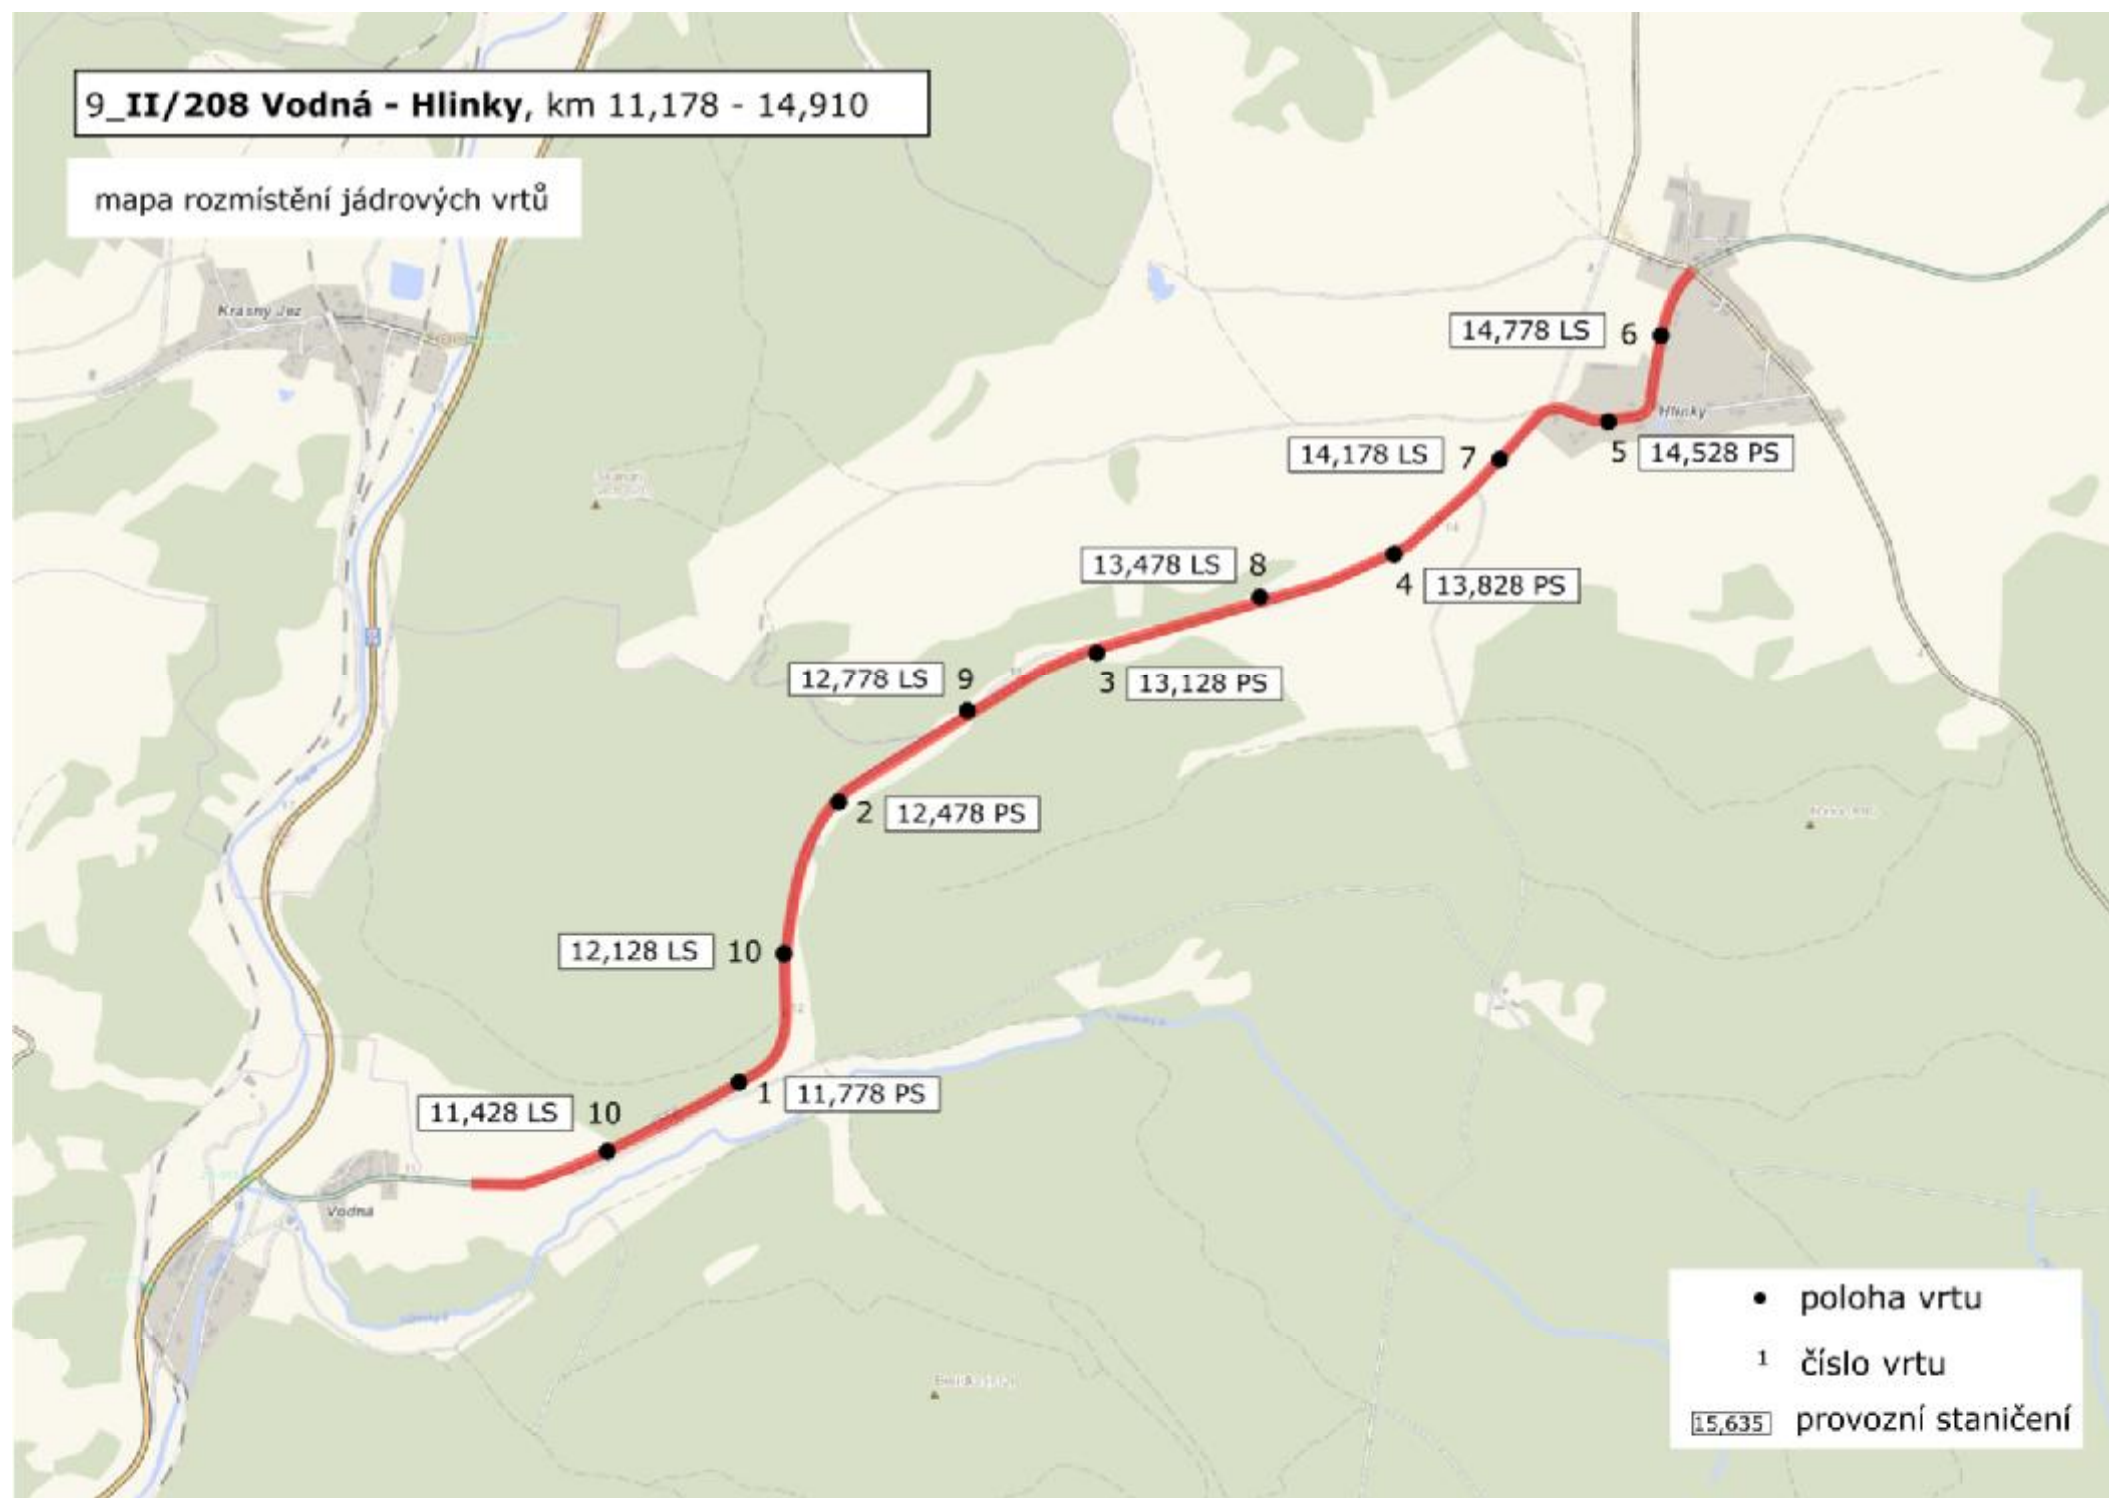 9_II/208 Vodná - Hlinky, km 11,178 - 14,910
mapa rozmístění jádrových vrtů
Krásný Jez
14,778 LS 6
Hlinky
14,178 LS 7
5 14,528 PS
13,478 LS 8
4 13,828 PS
12,778 LS 9
3 13,128 PS
2 12,478 PS
12,128 LS 10
12
1 11,778 PS
11,428 LS 10
Vodná
poloha vrtu
1 číslo vrtu
15,635 provozní staničení